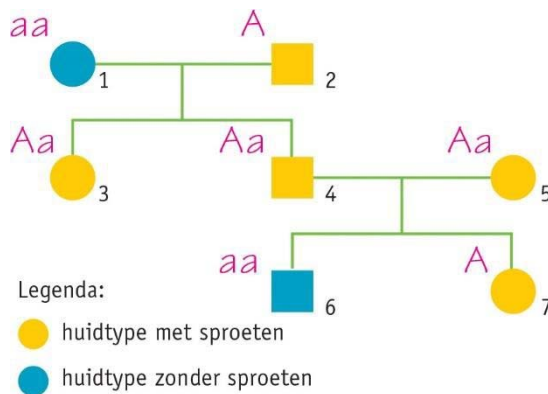 aa
A
1
2
Aa
Aa
Aa
3
4
5
aa
A
6
7
Legenda:
huidtype met sproeten
huidtype zonder sproeten